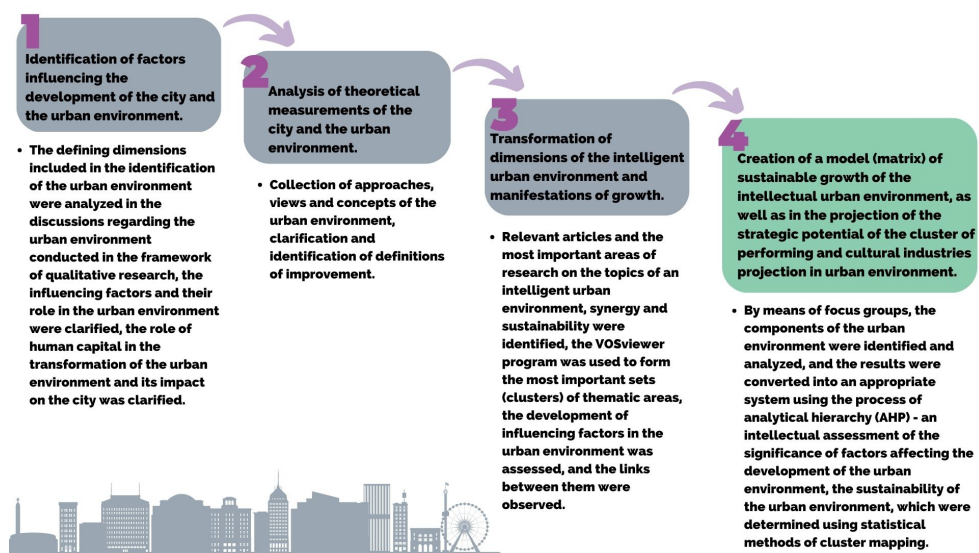 1
Identification of factors
influencing the
development of the city and
the urban environment.
• The defining dimensions
included in the identification
of the urban environment
were analyzed in the
discussions regarding the
urban environment
conducted in the framework
of qualitative research, the
influencing factors and their
role in the urban environment
were clarified, the role of
human capital in the
transformation of the urban
environment and its impact
on the city was clarified.
2
Analysis of theoretical
measurements of the
city and the urban
environment.
• Collection of approaches,
views and concepts of the
urban environment,
clarification and
identification of definitions
of improvement.
3
Transformation of
dimensions of the intelligent
urban environment and
manifestations of growth.
• Relevant articles and the
most important areas of
research on the topics of an
intelligent urban
environment, synergy and
sustainability were
identified, the VOSviewer
program was used to form
the most important sets
(clusters) of thematic areas,
the development of
influencing factors in the
urban environment was
assessed, and the links
between them were
observed.
4
Creation of a model (matrix) of
sustainable growth of the
intellectual urban environment, as
well as in the projection of the
strategic potential of the cluster of
performing and cultural industries
projection in urban environment.
• By means of focus groups, the
components of the urban
environment were identified and
analyzed, and the results were
converted into an appropriate
system using the process of
analytical hierarchy (AHP) - an
intellectual assessment of the
significance of factors affecting the
development of the urban
environment, the sustainability of
the urban environment, which were
determined using statistical
methods of cluster mapping.